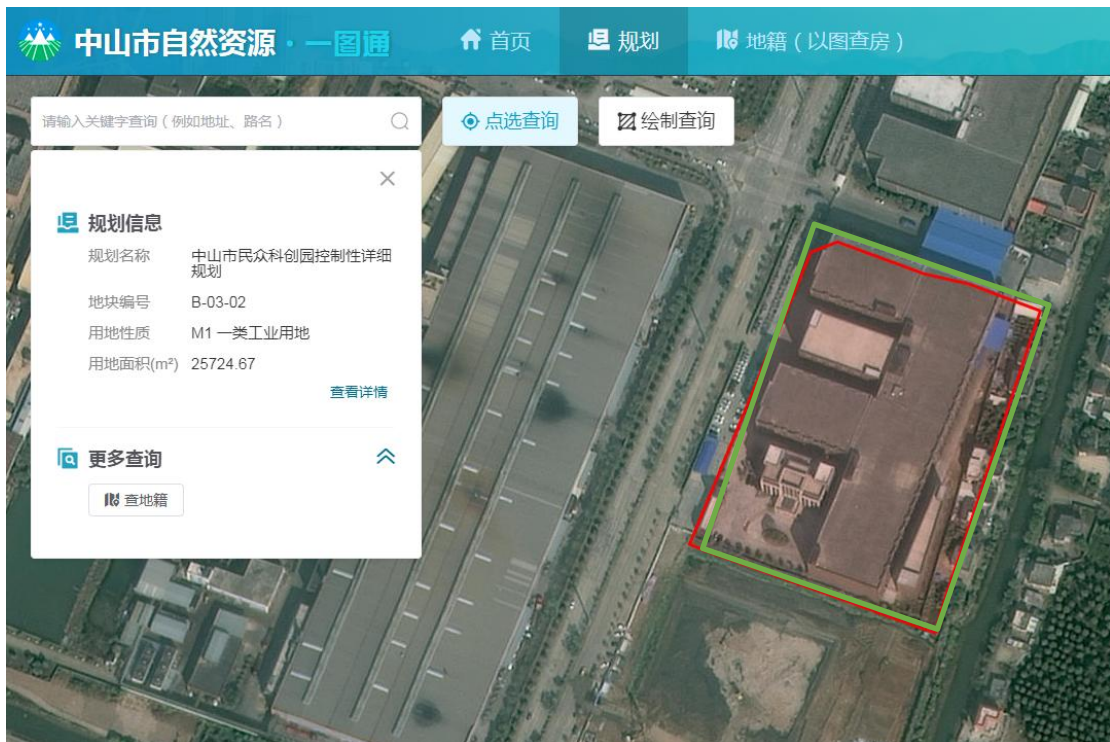 中山市自然资源·一图通
首页
规划
地籍（以图查房）
请输入关键字查询（例如地址、路名）
点选查询
绘制查询
规划信息
规划名称 中山市民众科创园控制性详细
规划
地块编号 B-03-02
用地性质 M1 一类工业用地
用地面积(m²) 25724.67
查看详情
更多查询
查地籍